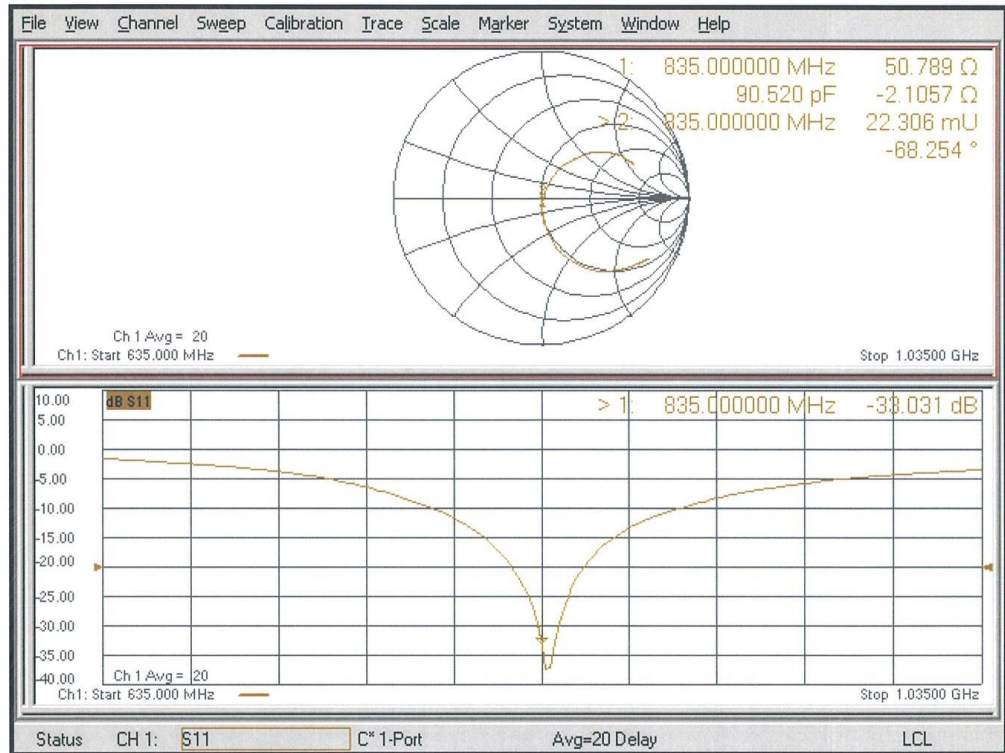 File View Channel Sweep Calibration Trace Scale Marker System Window Help
1: 835.000000 MHz 50.789 Ω
90.520 pF -2.1057 Ω
> 2: 835.000000 MHz 22.306 mU
-68.254 °
Ch 1 Avg = 20
Ch1: Start 635.000 MHz
Stop 1.03500 GHz
10.00
dB S11
> 1: 835.000000 MHz -33.031 dB
5.00
0.00
-5.00
-10.00
-15.00
-20.00
-25.00
-30.00
-35.00
-40.00
Ch 1 Avg = 20
Ch1: Start 635.000 MHz
Stop 1.03500 GHz
Status CH 1: S11 C* 1-Port Avg=20 Delay LCL